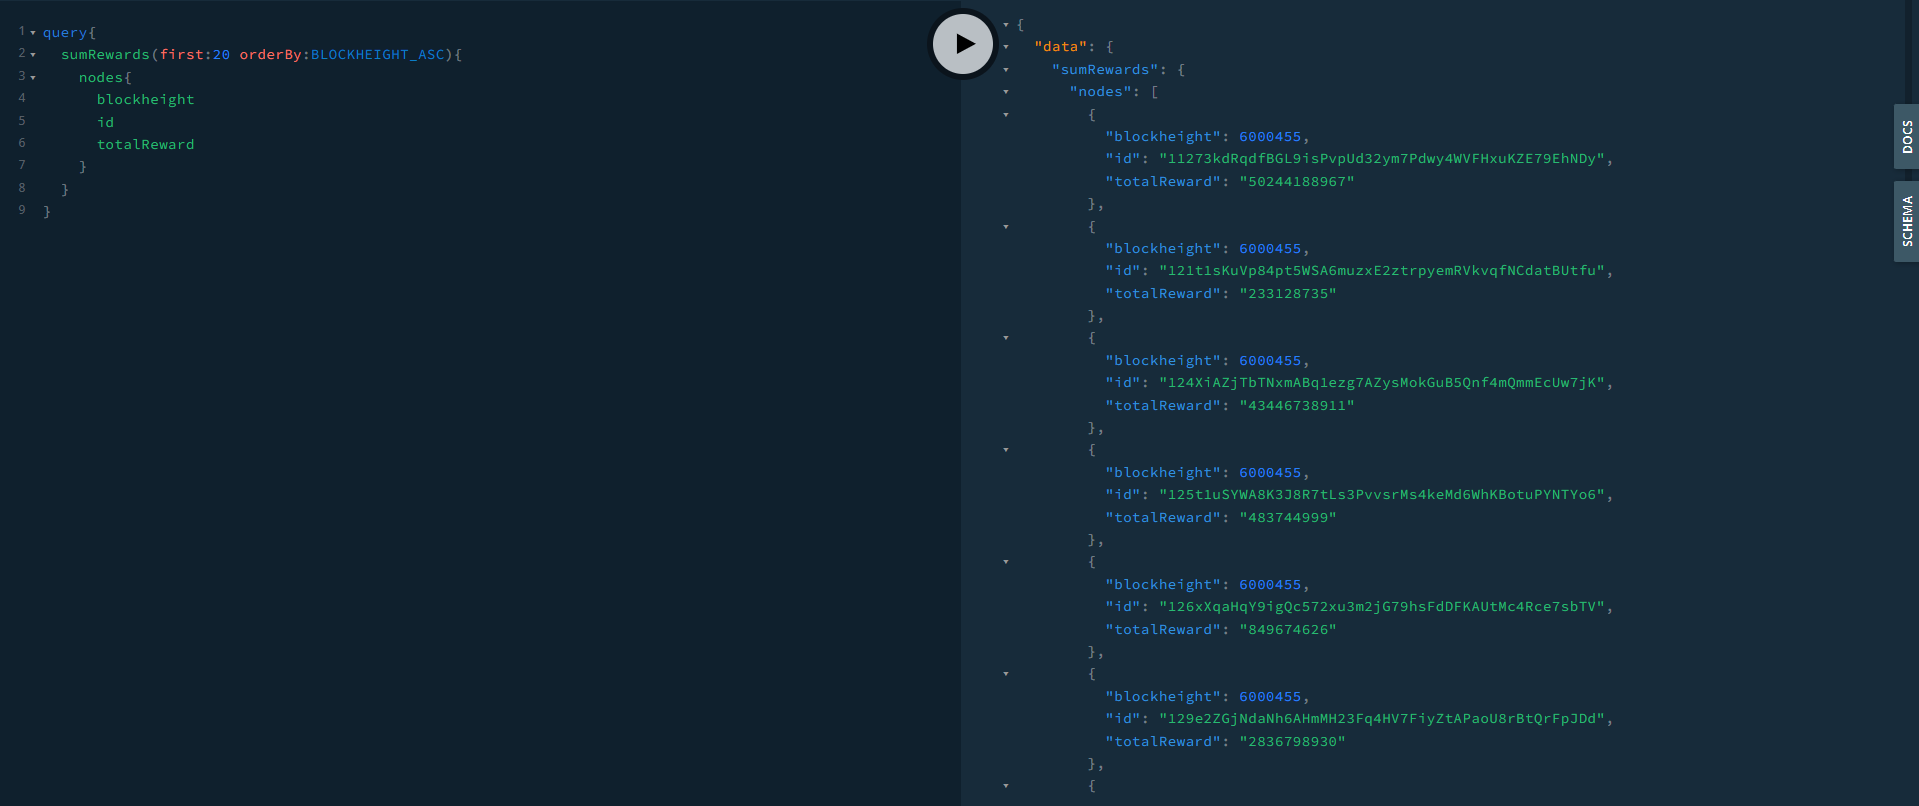 1 query{
2 sumRewards(first:20 orderBy:BLOCKHEIGHT_ASC){
3 nodes{
4 blockheight
5 id
6 totalReward
7 }
8 }
9 }
{
"data": {
"sumRewards": {
"nodes": [
{
"blockheight": 6000455,
"id": "11273kdRqdfBGL9isPvpUd32ym7Pdwy4WVFHxuKZE79EhNDy",
"totalReward": "50244188967"
},
{
"blockheight": 6000455,
"id": "121t1sKuVp84pt5WSA6muzxE2ztrpyemRVkvqfNCdatBUtfu",
"totalReward": "233128735"
},
{
"blockheight": 6000455,
"id": "124XiAZjTbTNxmABq1ezg7AZysMokGuB5Qnf4mQmmEcUw7jK",
"totalReward": "43446738911"
},
{
"blockheight": 6000455,
"id": "125t1uSYWA8K3J8R7tLs3PvvsrMs4keMd6WhKBotuPYNTYo6",
"totalReward": "483744999"
},
{
"blockheight": 6000455,
"id": "126xXqaHqY9igQc572xu3m2jG79hsFdDFKAUtMc4Rce7sbTV",
"totalReward": "849674626"
},
{
"blockheight": 6000455,
"id": "129e2ZGjNdaNh6AHmMH23Fq4HV7FiyZtAPaoU8rBtQrFpJDd",
"totalReward": "2836798930"
},
{
DOCS
SCHEMA